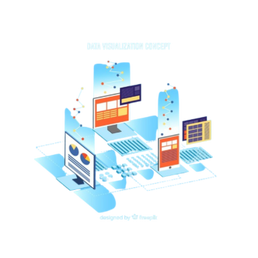 DATA VISUALIZATION CONCEPT
designed by freepik